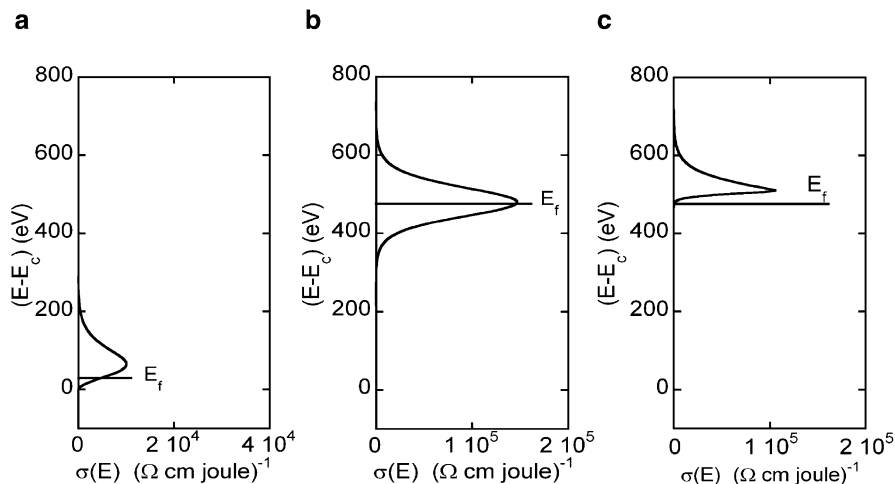 a
800
600
400
200
0
(E-E_c) (eV)
E_f
0 2 10^4 4 10^4
σ(E) (Ω cm joule)^-1
b
800
600
400
200
0
(E-E_c) (eV)
E_f
0 1 10^5 2 10^5
σ(E) (Ω cm joule)^-1
c
800
600
400
200
0
(E-E_c) (eV)
E_f
0 1 10^5 2 10^5
σ(E) (Ω cm joule)^-1